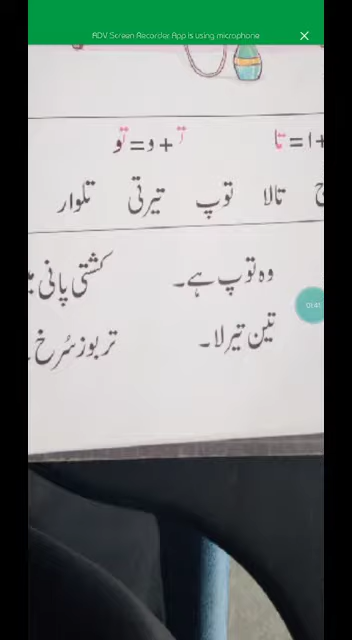 ADV Screen Recorder App is using microphone
+ ا = تا تـ + و = تو
تالا توپ تیرتی تلوار
وہ توپ ہے۔ کشتی پانی
تین تیر لا۔ تربوز سُرخ